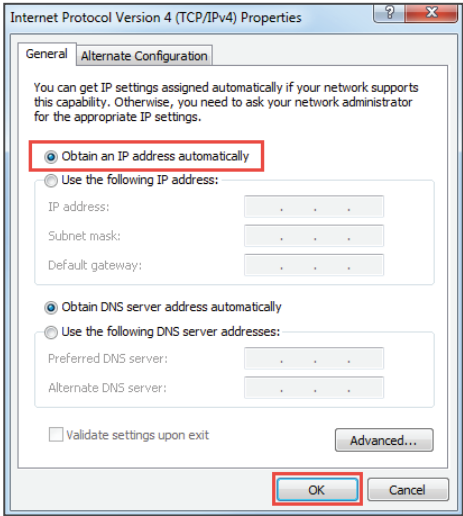 Internet Protocol Version 4 (TCP/IPv4) Properties
General
Alternate Configuration
You can get IP settings assigned automatically if your network supports
this capability. Otherwise, you need to ask your network administrator
for the appropriate IP settings.
Obtain an IP address automatically
Use the following IP address:
IP address:
Subnet mask:
Default gateway:
Obtain DNS server address automatically
Use the following DNS server addresses:
Preferred DNS server:
Alternate DNS server:
Validate settings upon exit
Advanced...
OK
Cancel